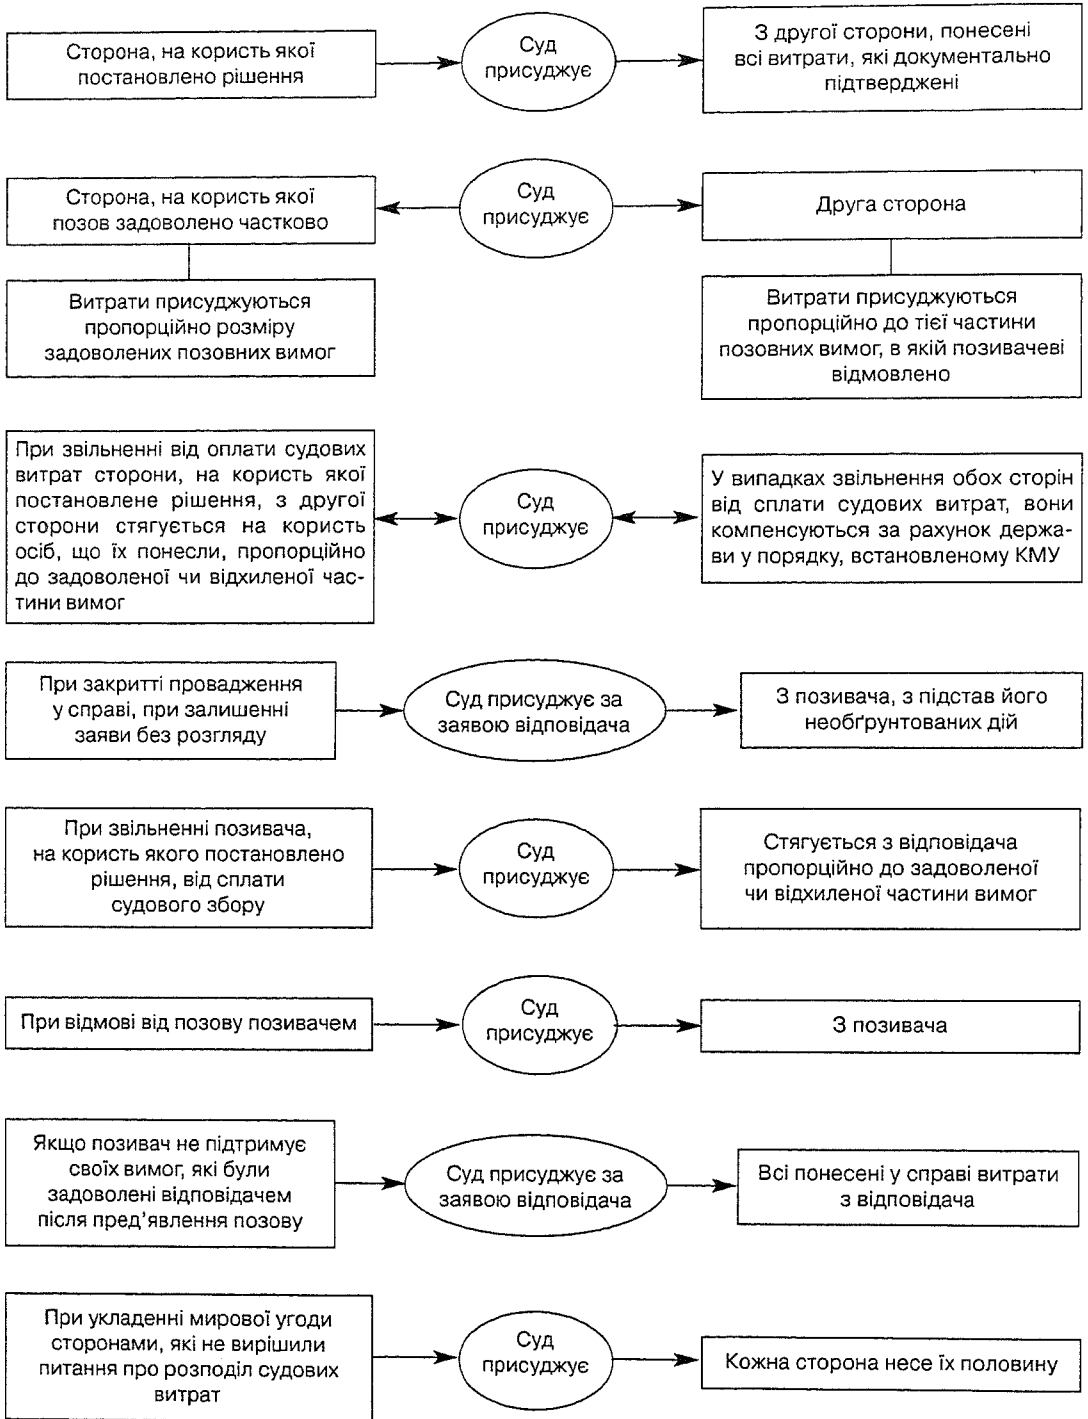 Сторона, на користь якої
постановлено рішення
Суд
присуджує
З другої сторони, понесені
всі витрати, які документально
підтверджені
Сторона, на користь якої
позов задоволено частково
Суд
присуджує
Друга сторона
Витрати присуджуються
пропорційно розміру
задоволених позовних вимог
Витрати присуджуються
пропорційно до тієї частини
позовних вимог, в якій позивачеві
відмовлено
При звільненні від оплати судових
витрат сторони, на користь якої
постановлене рішення, з другої
сторони стягується на користь
осіб, що їх понесли, пропорційно
до задоволеної чи відхиленої час-
тини вимог
Суд
присуджує
У випадках звільнення обох сторін
від сплати судових витрат, вони
компенсуються за рахунок держа-
ви у порядку, встановленому КМУ
При закритті провадження
у справі, при залишенні
заяви без розгляду
Суд присуджує за
заявою відповідача
З позивача, з підстав його
необґрунтованих дій
При звільненні позивача,
на користь якого постановлено
рішення, від сплати
судового збору
Суд
присуджує
Стягується з відповідача
пропорційно до задоволеної
чи відхиленої частини вимог
При відмові від позову позивачем
Суд
присуджує
З позивача
Якщо позивач не підтримує
своїх вимог, які були
задоволені відповідачем
після пред’явлення позову
Суд присуджує за
заявою відповідача
Всі понесені у справі витрати
з відповідача
При укладенні мирової угоди
сторонами, які не вирішили
питання про розподіл судових
витрат
Суд
присуджує
Кожна сторона несе їх половину